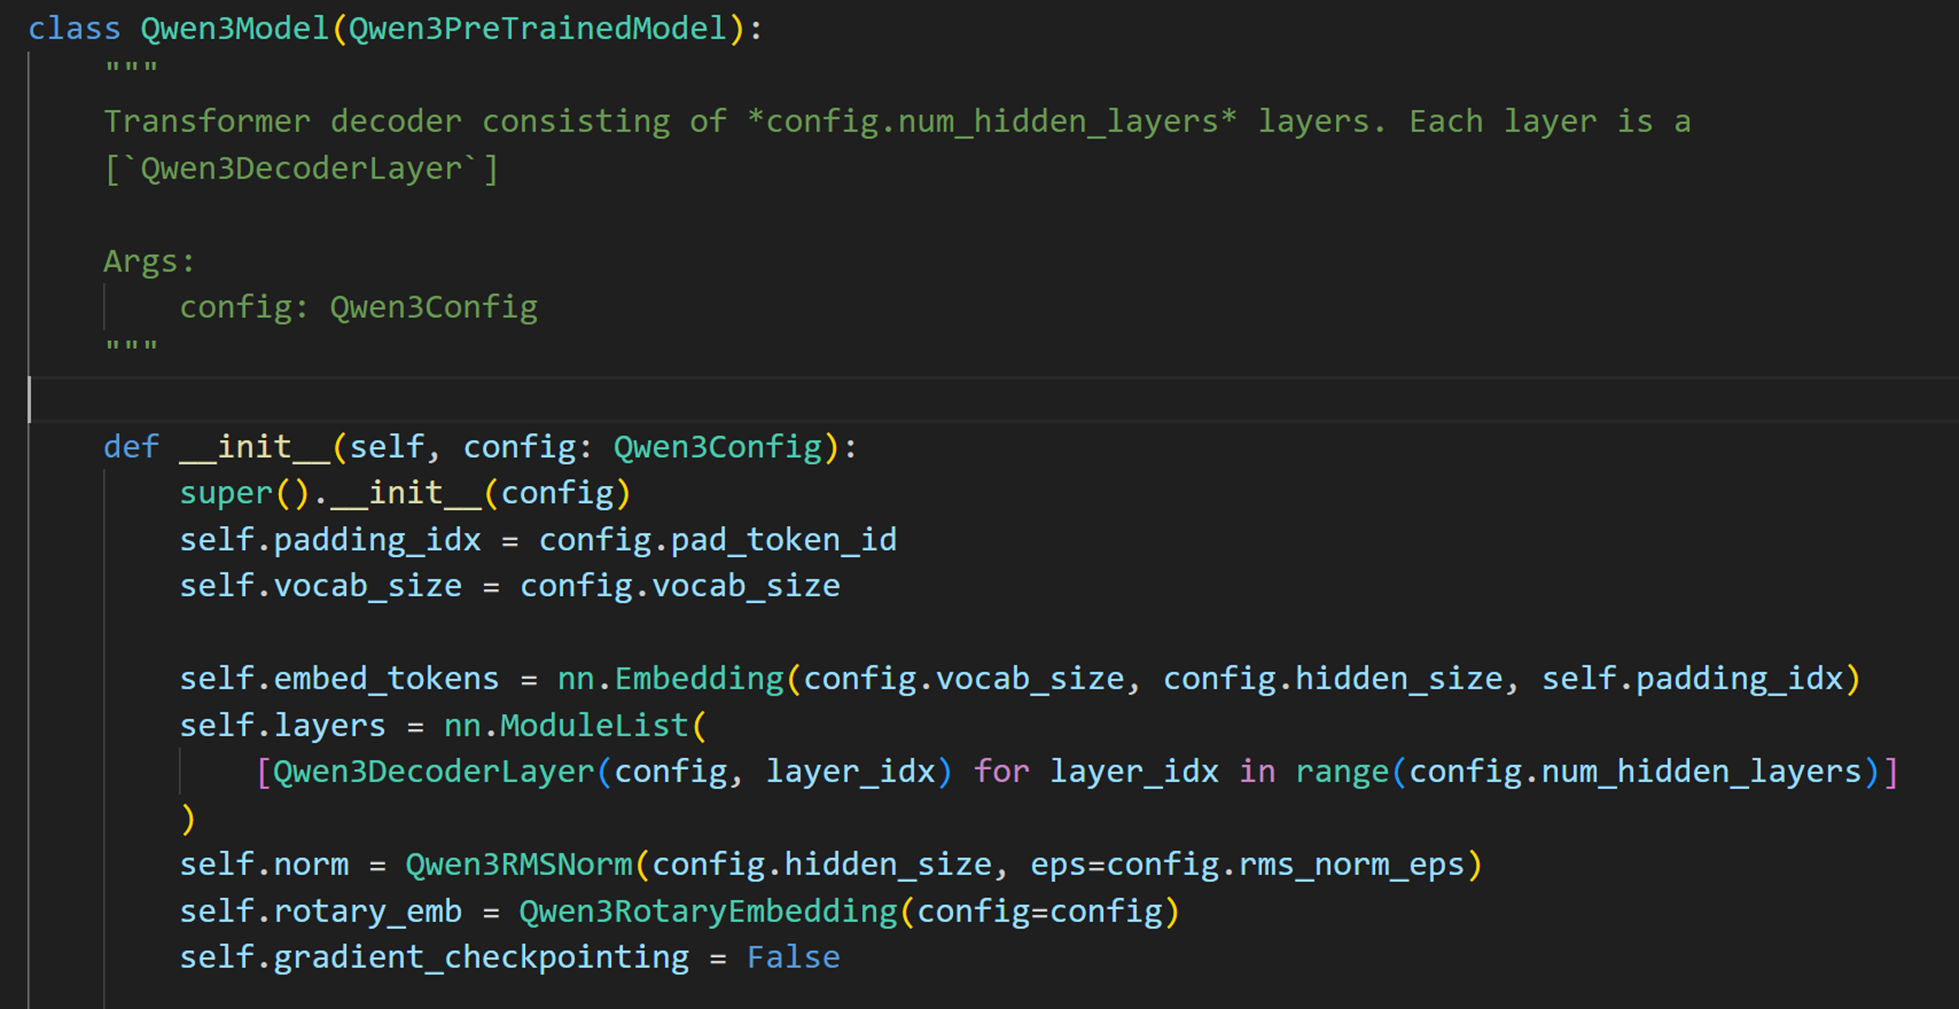 class Qwen3Model(Qwen3PreTrainedModel):
    """
    Transformer decoder consisting of *config.num_hidden_layers* layers. Each layer is a
    [`Qwen3DecoderLayer`]

    Args:
        config: Qwen3Config
    """

    def __init__(self, config: Qwen3Config):
        super().__init__(config)
        self.padding_idx = config.pad_token_id
        self.vocab_size = config.vocab_size

        self.embed_tokens = nn.Embedding(config.vocab_size, config.hidden_size, self.padding_idx)
        self.layers = nn.ModuleList(
            [Qwen3DecoderLayer(config, layer_idx) for layer_idx in range(config.num_hidden_layers)]
        )
        self.norm = Qwen3RMSNorm(config.hidden_size, eps=config.rms_norm_eps)
        self.rotary_emb = Qwen3RotaryEmbedding(config=config)
        self.gradient_checkpointing = False